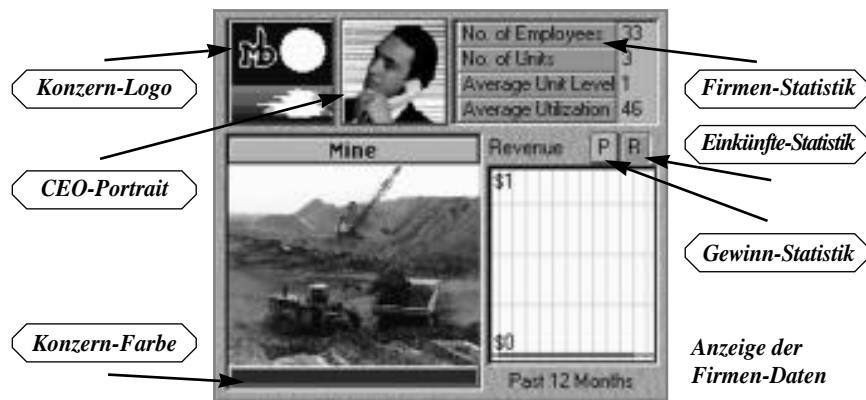 Konzern-Logo
CEO-Portrait
Konzern-Farbe
mb
No. of Employees 33
No. of Units 3
Average Unit Level 1
Average Utilization 46
Mine
Revenue P R
$1
$0
Past 12 Months
Firmen-Statistik
Einkünfte-Statistik
Gewinn-Statistik
Anzeige der
Firmen-Daten